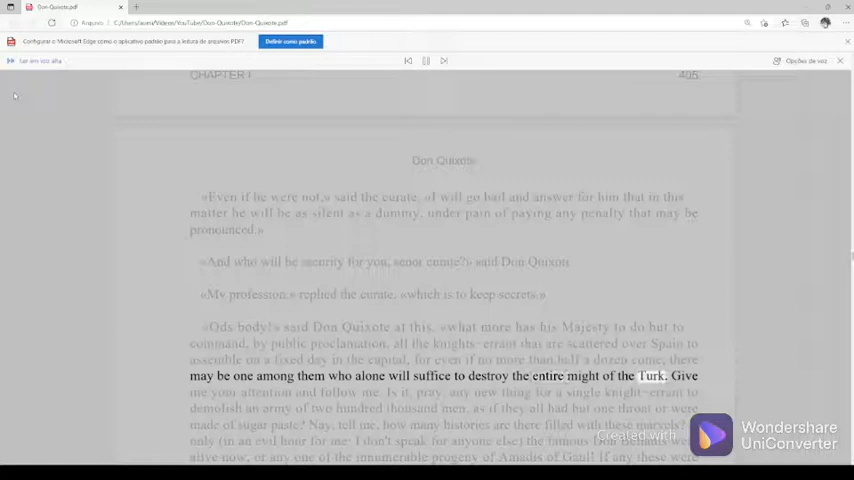 Don-Quixote.pdf
Arquivo
C:/Users/auera/Videos/YouTube/Don-Quixote/Don-Quixote.pdf
Configurar o Microsoft Edge como o aplicativo padrão para a leitura de arquivos PDF?
Definir como padrão
Ler em voz alta
Opções de voz
CHAPTER I
405
Don Quixote
«Even if he were not,» said the curate, «I will go bail and answer for him that in this
matter he will be as silent as a dummy, under pain of paying any penalty that may be
pronounced.»
«And who will be security for you, senor curate?» said Don Quixote.
«My profession,» replied the curate, «which is to keep secrets.»
«Ods body!» said Don Quixote at this, «what more has his Majesty to do but to
command, by public proclamation, all the knights-errant that are scattered over Spain to
assemble on a fixed day in the capital, for even if no more than half a dozen come, there
may be one among them who alone will suffice to destroy the entire might of the Turk. Give
me your attention and follow me. Is it, pray, any new thing for a single knight-errant to
demolish an army of two hundred thousand men, as if they all had but one throat or were
made of sugar paste? Nay, tell me, how many histories are there filled with these marvels?
only (in an evil hour for me: I don't speak for anyone else) the famous Don Belianis were
alive now, or any one of the innumerable progeny of Amadis of Gaul! If any these were
Created with
Wondershare
UniConverter